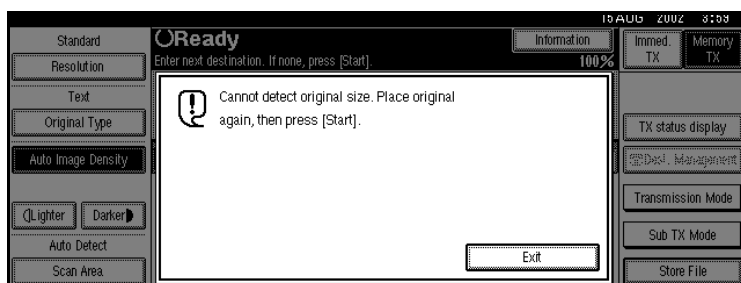 15 AUG 2002 3:59
Standard
Resolution
Text
Original Type
Auto Image Density
Lighter
Darker
Auto Detect
Scan Area
Ready
Information
Enter next destination. If none, press [Start].
100%
Cannot detect original size. Place original
again, then press [Start].
Exit
Immed.
TX
Memory
TX
TX status display
Dest. Management
Transmission Mode
Sub TX Mode
Store File